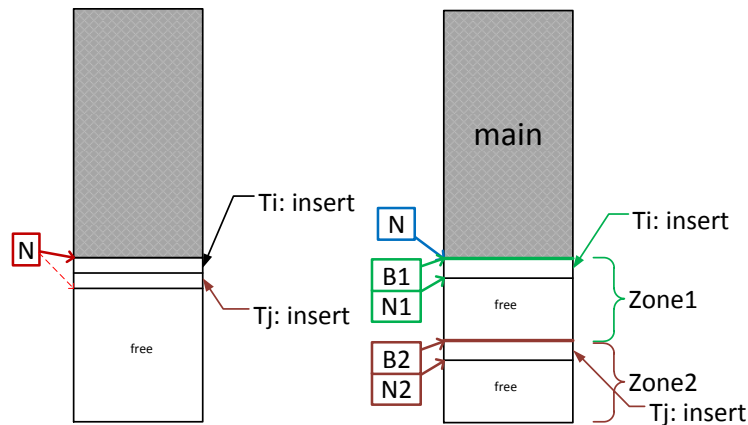 N
Ti: insert
Tj: insert
free
main
N
B1
N1
B2
N2
free
free
Ti: insert
Zone1
Zone2
Tj: insert